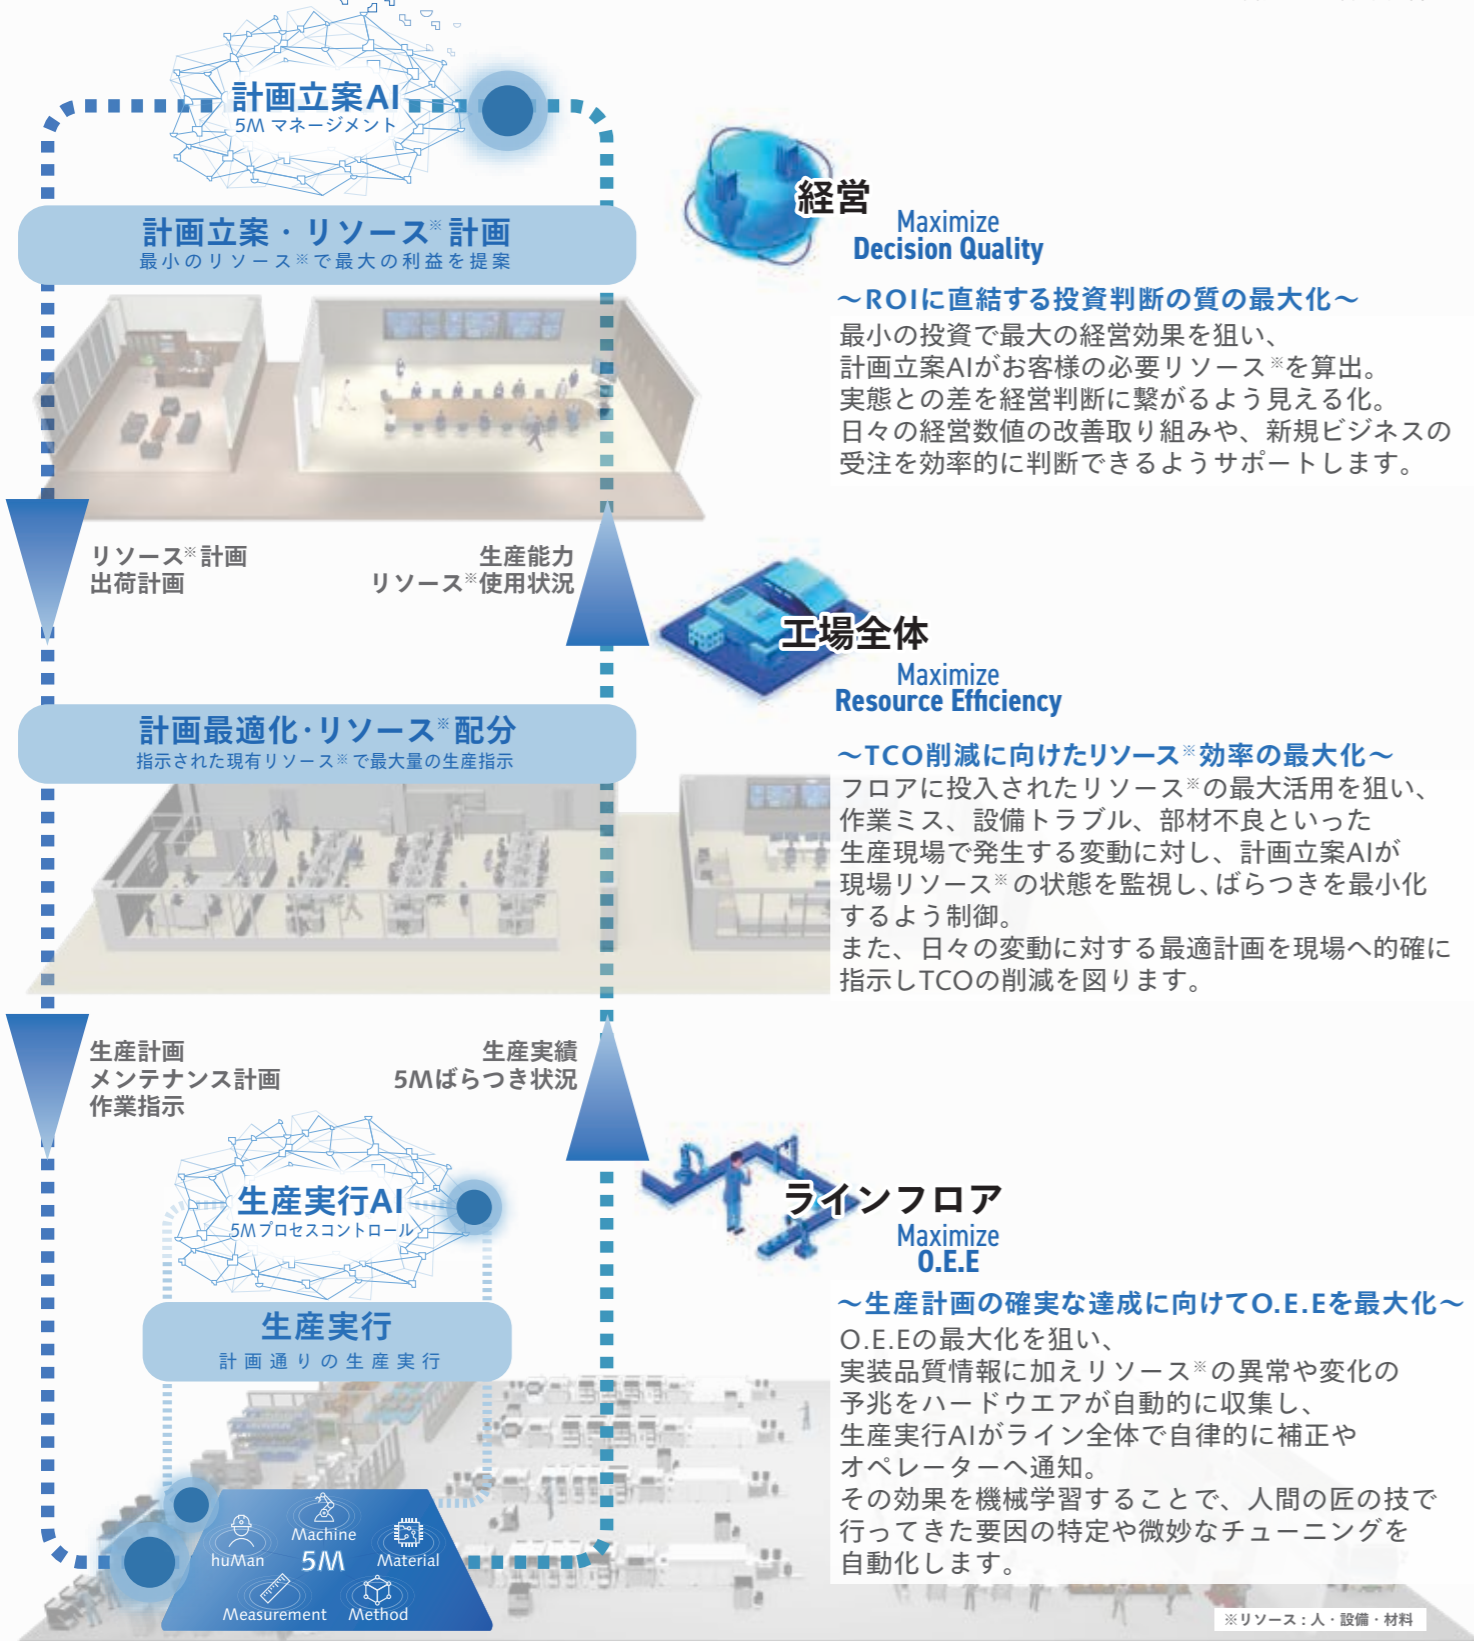 計画立案AI
5M マネージメント
計画立案・リソース※計画
最小のリソース※で最大の利益を提案
経営
Maximize
Decision Quality
～ROIに直結する投資判断の質の最大化～
最小の投資で最大の経営効果を狙い、
計画立案AIがお客様の必要リソース※を算出。
実態との差を経営判断に繋がるよう見える化。
日々の経営数値の改善取り組みや、新規ビジネスの
受注を効率的に判断できるようサポートします。
リソース※計画
出荷計画
生産能力
リソース※使用状況
工場全体
Maximize
Resource Efficiency
計画最適化・リソース※配分
指示された現有リソース※で最大量の生産指示
～TCO削減に向けたリソース※効率の最大化～
フロアに投入されたリソース※の最大活用を狙い、
作業ミス、設備トラブル、部材不良といった
生産現場で発生する変動に対し、計画立案AIが
現場リソース※の状態を監視し、ばらつきを最小化
するよう制御。
また、日々の変動に対する最適計画を現場へ的確に
指示しTCOの削減を図ります。
生産計画
メンテナンス計画
作業指示
生産実績
5Mばらつき状況
生産実行AI
5Mプロセスコントロール
ラインフロア
Maximize
O.E.E
生産実行
計画通りの生産実行
～生産計画の確実な達成に向けてO.E.Eを最大化～
O.E.Eの最大化を狙い、
実装品質情報に加えリソース※の異常や変化の
予兆をハードウエアが自動的に収集し、
生産実行AIがライン全体で自律的に補正や
オペレーターへ通知。
その効果を機械学習することで、人間の匠の技で
行ってきた要因の特定や微妙なチューニングを
自動化します。
huMan
Machine
5M
Material
Measurement
Method
※リソース：人・設備・材料